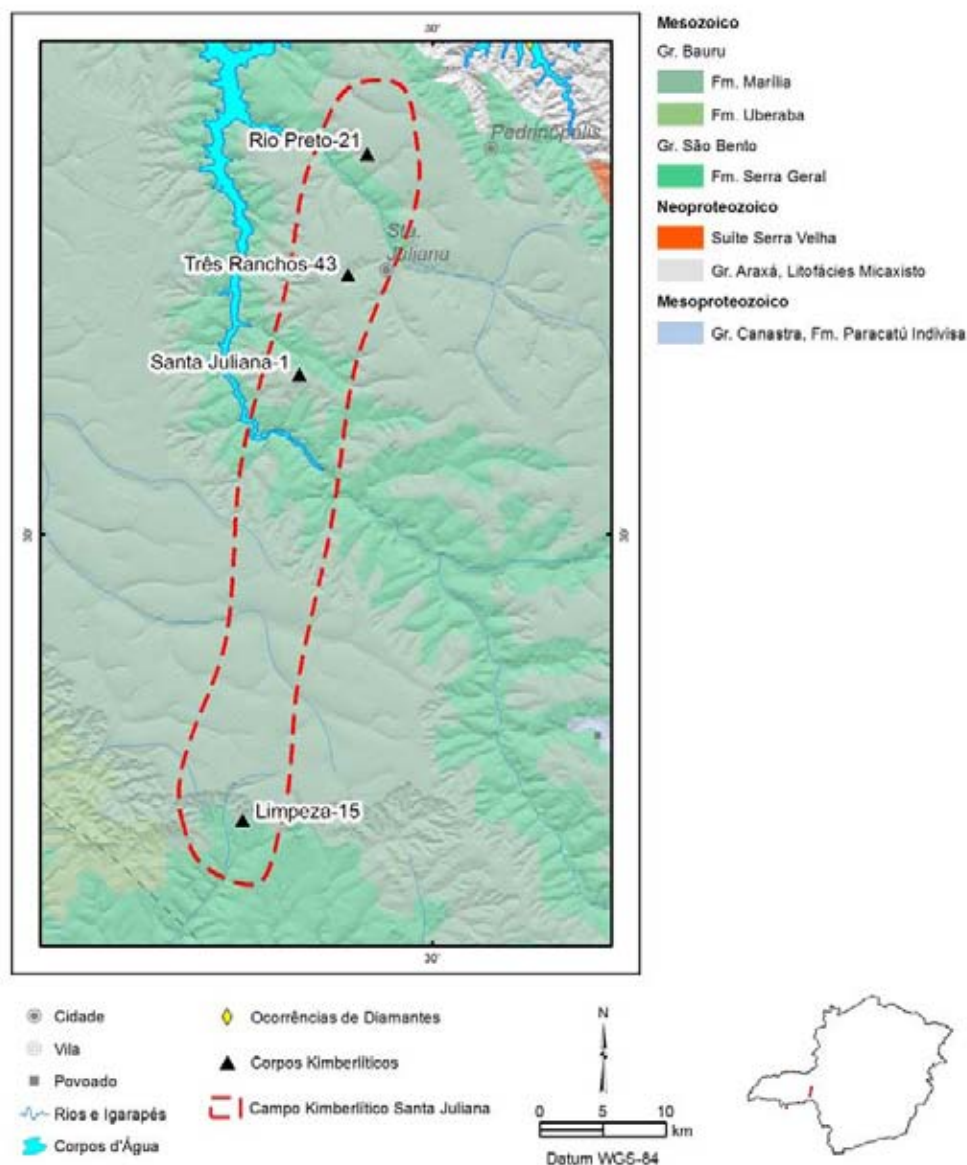 30'
Rio Preto-21
Pedrinópolis
Sta.
Juliana
Três Ranchos-43
Santa Juliana-1
30'
30'
Limpeza-15
30'
Mesozoico
Gr. Bauru
Fm. Marília
Fm. Uberaba
Gr. São Bento
Fm. Serra Geral
Neoproteozoico
Suíte Serra Velha
Gr. Araxá, Litofácies Micaxisto
Mesoproteozoico
Gr. Canastra, Fm. Paracatú Indivisa
Cidade
Vila
Povoado
Rios e Igarapés
Corpos d'Água
Ocorrências de Diamantes
Corpos Kimberlíticos
Campo Kimberlítico Santa Juliana
N
0 5 10
km
Datum WGS-84